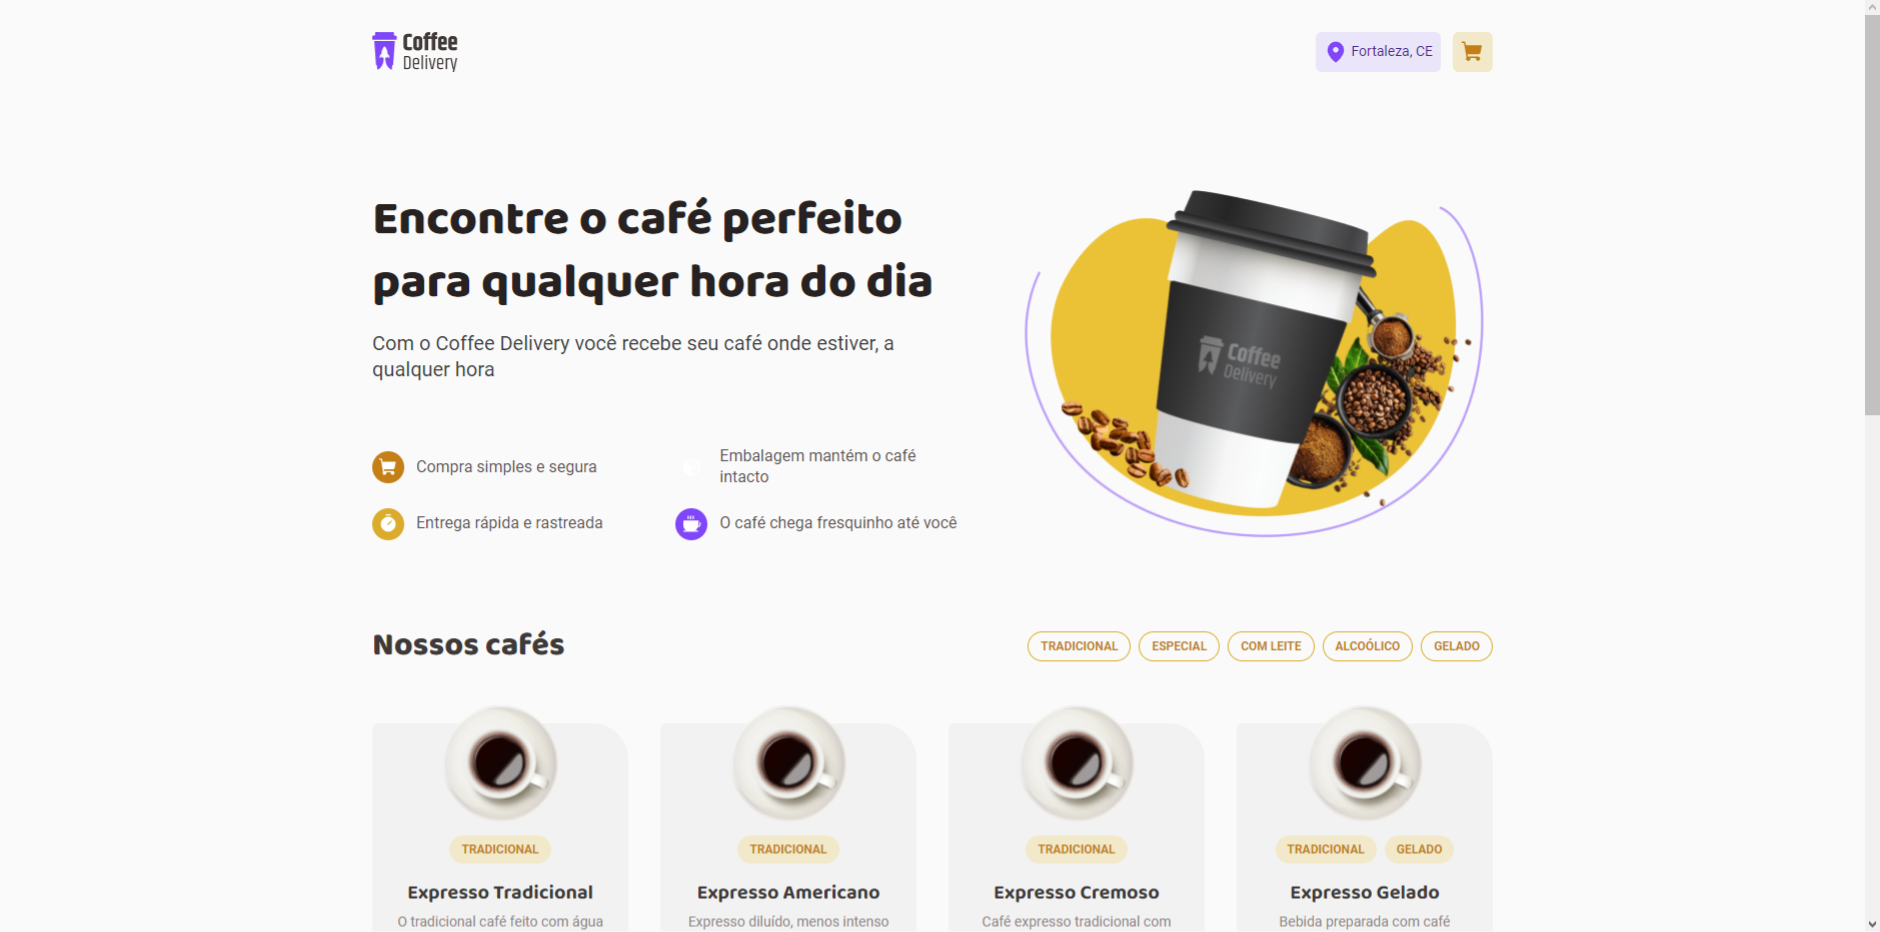 Coffee
Delivery
Fortaleza, CE
Encontre o café perfeito
para qualquer hora do dia
Com o Coffee Delivery você recebe seu café onde estiver, a
qualquer hora
Coffee
Delivery
Compra simples e segura
Embalagem mantém o café
intacto
Entrega rápida e rastreada
O café chega fresquinho até você
Nossos cafés
TRADICIONAL
ESPECIAL
COM LEITE
ALCOÓLICO
GELADO
TRADICIONAL
TRADICIONAL
TRADICIONAL
TRADICIONAL
GELADO
Expresso Tradicional
Expresso Americano
Expresso Cremoso
Expresso Gelado
O tradicional café feito com água
Expresso diluído, menos intenso
Café expresso tradicional com
Bebida preparada com café